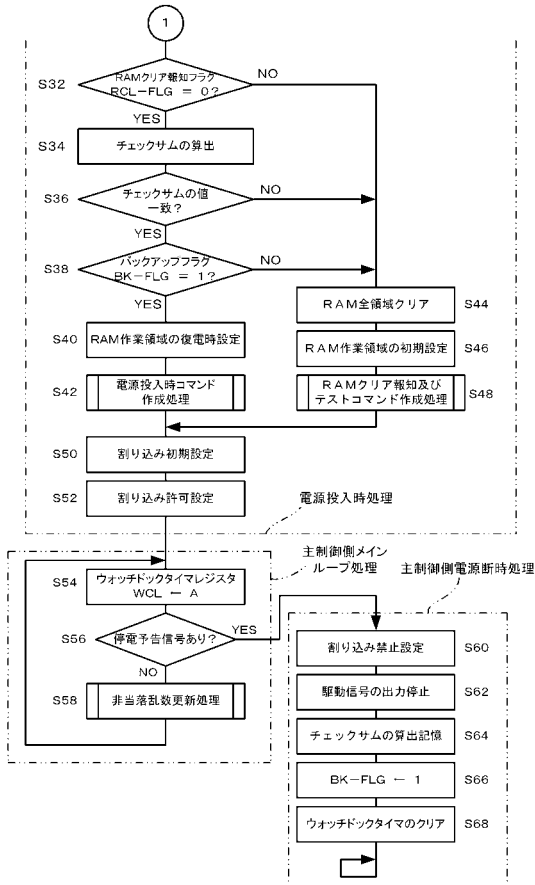 1
S32
RAMクリア報知フラグ
RCL-FLG = 0?
NO
YES
S34
チェックサムの算出
S36
チェックサムの値
一致?
NO
YES
S38
バックアップフラグ
BK-FLG = 1?
NO
YES
S40
RAM作業領域の復電時設定
S42
電源投入時コマンド
作成処理
RAM全領域クリア
S44
RAM作業領域の初期設定
S46
RAMクリア報知及び
テストコマンド作成処理
S48
S50
割り込み初期設定
S52
割り込み許可設定
電源投入時処理
主制御側メイン
ループ処理
S54
ウォッチドックタイマレジスタ
WCL ← A
S56
停電予告信号あり?
YES
NO
S58
非当落乱数更新処理
主制御側電源断時処理
割り込み禁止設定
S60
駆動信号の出力停止
S62
チェックサムの算出記憶
S64
BK-FLG ← 1
S66
ウォッチドックタイマのクリア
S68